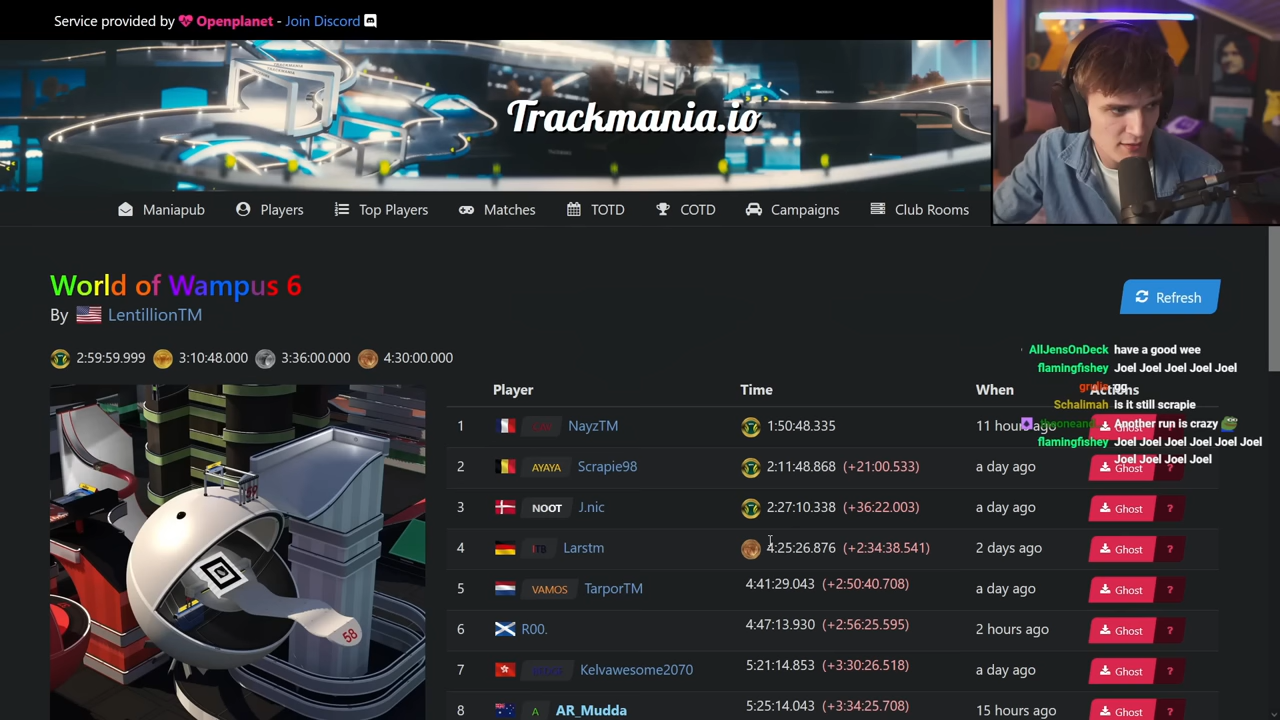 Service provided by Openplanet - Join Discord
Trackmania.io
Maniapub Players Top Players Matches TOTD COTD Campaigns Club Rooms
World of Wampus 6
Refresh
By LentillionTM
2:59:59.999 3:10:48.000 3:36:00.000 4:30:00.000
AllJensOnDeck have a good wee
flamingfishey Joel Joel Joel Joel Joel
gg
Schalimah is it still scrapie
Another run is crazy
flamingfishey Joel Joel Joel Joel Joel Joel
Joel Joel Joel Joel
Player Time When Actions
1 NayzTM 1:50:48.335 11 hours ago Ghost
2 AYAYA Scrapie98 2:11:48.868 (+21:00.533) a day ago Ghost ?
3 NOOT J.nic 2:27:10.338 (+36:22.003) a day ago Ghost ?
4 Larstm 4:25:26.876 (+2:34:38.541) 2 days ago Ghost ?
5 VAMOS TarporTM 4:41:29.043 (+2:50:40.708) a day ago Ghost ?
6 R00. 4:47:13.930 (+2:56:25.595) 2 hours ago Ghost ?
7 Kelvawesome2070 5:21:14.853 (+3:30:26.518) a day ago Ghost ?
8 A AR_Mudda 5:25:14.043 (+3:34:25.708) 15 hours ago Ghost ?
58